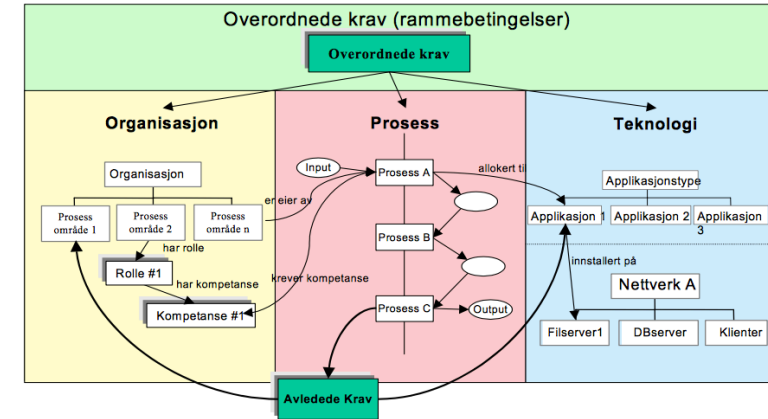 Overordnede krav (rammebetingelser)
Overordnede krav
Organisasjon
Prosess
Teknologi
Organisasjon
Prosess
område 1
Prosess
område 2
Prosess
område n
er eier av
har rolle
Rolle #1
har kompetanse
Kompetanse #1
krever kompetanse
Input
Prosess A
Prosess B
Prosess C
Output
allokert til
Applikasjonstype
Applikasjon 1
Applikasjon 2
Applikasjon
3
innstallert på
Nettverk A
Filserver1
DBserver
Klienter
Avledede Krav